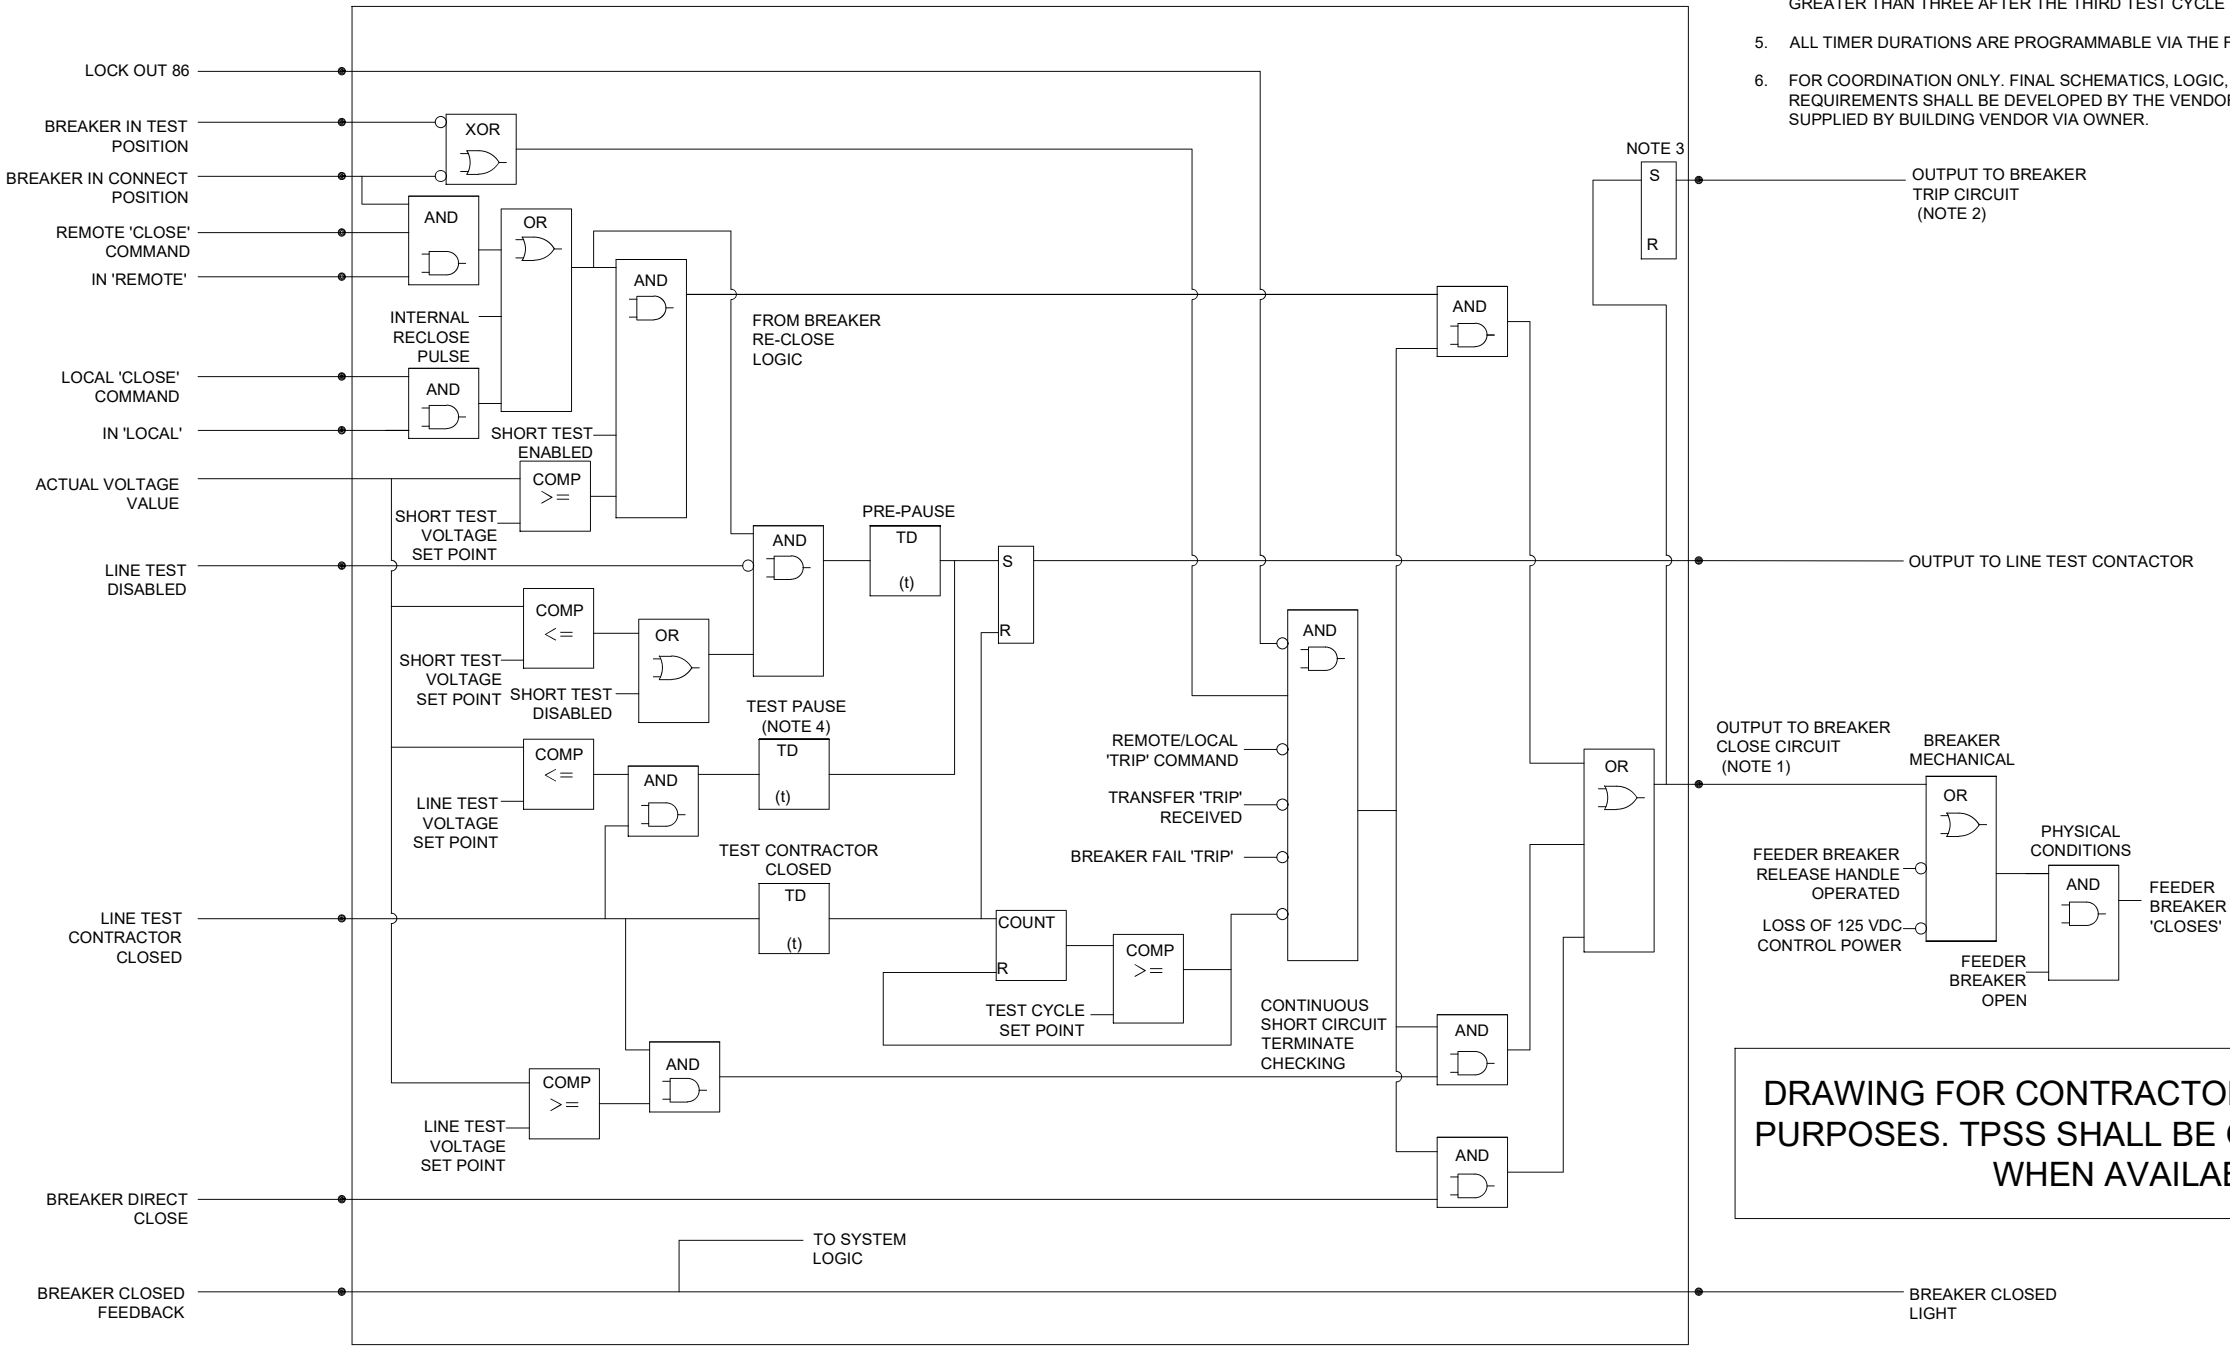 GREATER THAN THREE AFTER THE THIRD TEST CYCLE
5. ALL TIMER DURATIONS ARE PROGRAMMABLE VIA THE
6. FOR COORDINATION ONLY. FINAL SCHEMATICS, LOGIC,
REQUIREMENTS SHALL BE DEVELOPED BY THE VENDOR
SUPPLIED BY BUILDING VENDOR VIA OWNER.
LOCK OUT 86
BREAKER IN TEST
POSITION
BREAKER IN CONNECT
POSITION
REMOTE 'CLOSE'
COMMAND
IN 'REMOTE'
INTERNAL
RECLOSE
PULSE
LOCAL 'CLOSE'
COMMAND
IN 'LOCAL'
SHORT TEST
ENABLED
ACTUAL VOLTAGE
VALUE
SHORT TEST
VOLTAGE
SET POINT
LINE TEST
DISABLED
SHORT TEST
VOLTAGE
SET POINT
SHORT TEST
DISABLED
LINE TEST
VOLTAGE
SET POINT
LINE TEST
CONTRACTOR
CLOSED
LINE TEST
VOLTAGE
SET POINT
BREAKER DIRECT
CLOSE
BREAKER CLOSED
FEEDBACK
XOR
AND
OR
AND
AND
COMP
>=
FROM BREAKER
RE-CLOSE
LOGIC
AND
PRE-PAUSE
TD
(t)
S
R
COMP
<=
OR
TEST PAUSE
(NOTE 4)
TD
(t)
COMP
<=
AND
TEST CONTRACTOR
CLOSED
TD
(t)
COUNT
R
COMP
>=
TEST CYCLE
SET POINT
COMP
>=
AND
TO SYSTEM
LOGIC
REMOTE/LOCAL
'TRIP' COMMAND
TRANSFER 'TRIP'
RECEIVED
BREAKER FAIL 'TRIP'
AND
CONTINUOUS
SHORT CIRCUIT
TERMINATE
CHECKING
AND
AND
AND
OR
NOTE 3
S
R
OUTPUT TO BREAKER
TRIP CIRCUIT
(NOTE 2)
OUTPUT TO LINE TEST CONTACTOR
OUTPUT TO BREAKER
CLOSE CIRCUIT
(NOTE 1)
BREAKER
MECHANICAL
OR
FEEDER BREAKER
RELEASE HANDLE
OPERATED
LOSS OF 125 VDC
CONTROL POWER
PHYSICAL
CONDITIONS
AND
FEEDER
BREAKER
OPEN
FEEDER
BREAKER
'CLOSES'
DRAWING FOR
PURPOSES. TPSS SHALL BE
WHEN
BREAKER CLOSED
LIGHT